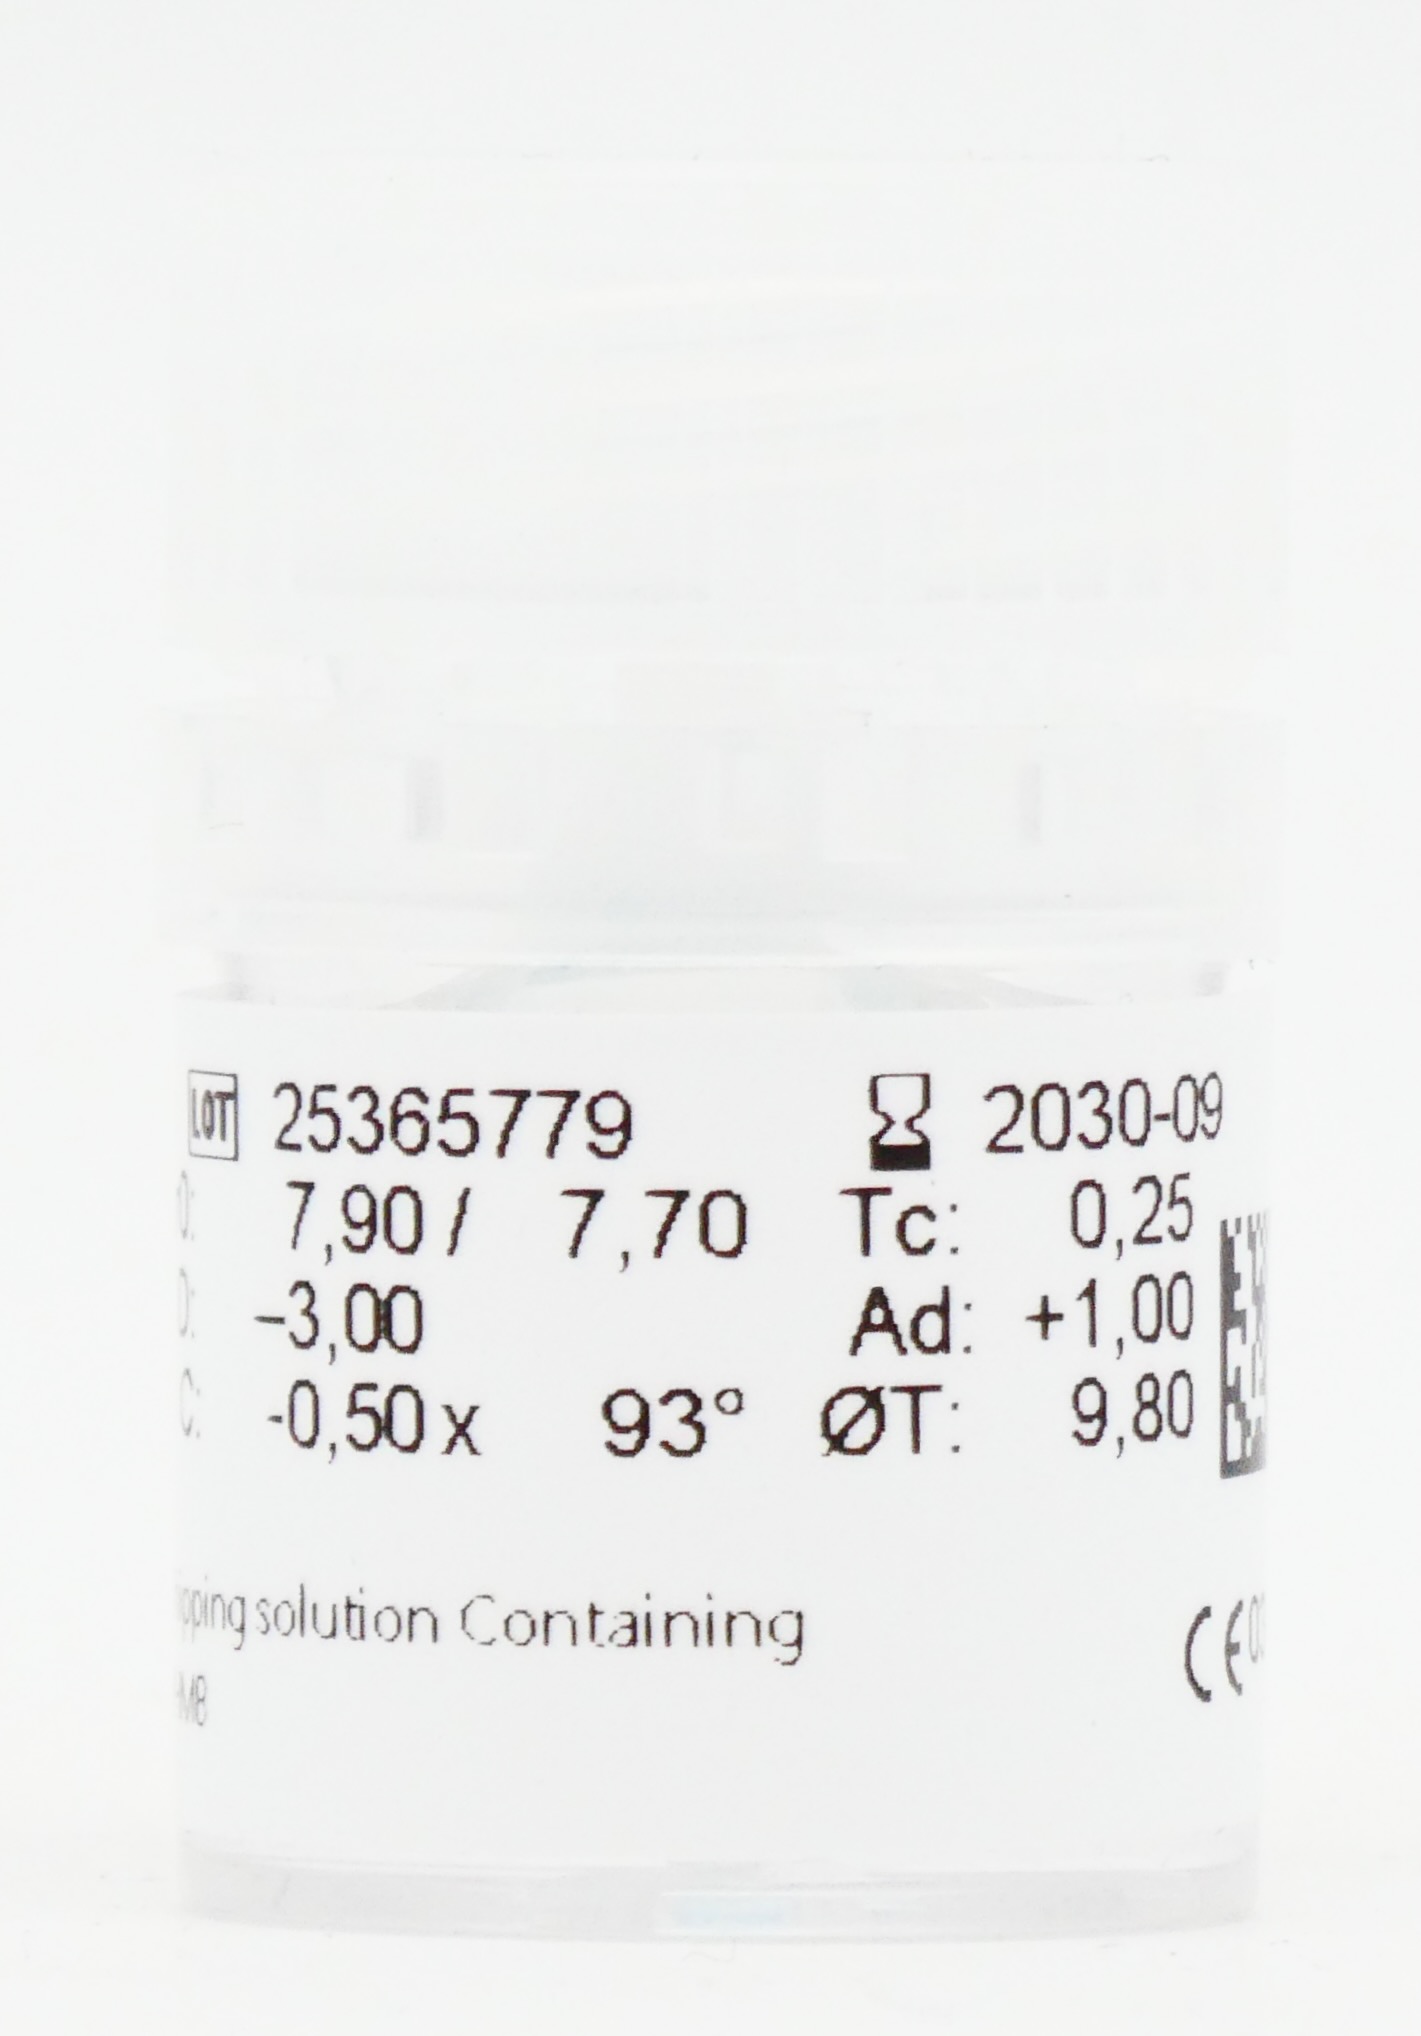 LOT 25365779 2030-09
7,90 / 7,70 Tc: 0,25
-3,00 Ad: +1,00
C: -0,50 x 93° ØT: 9,80
solution Containing
CE